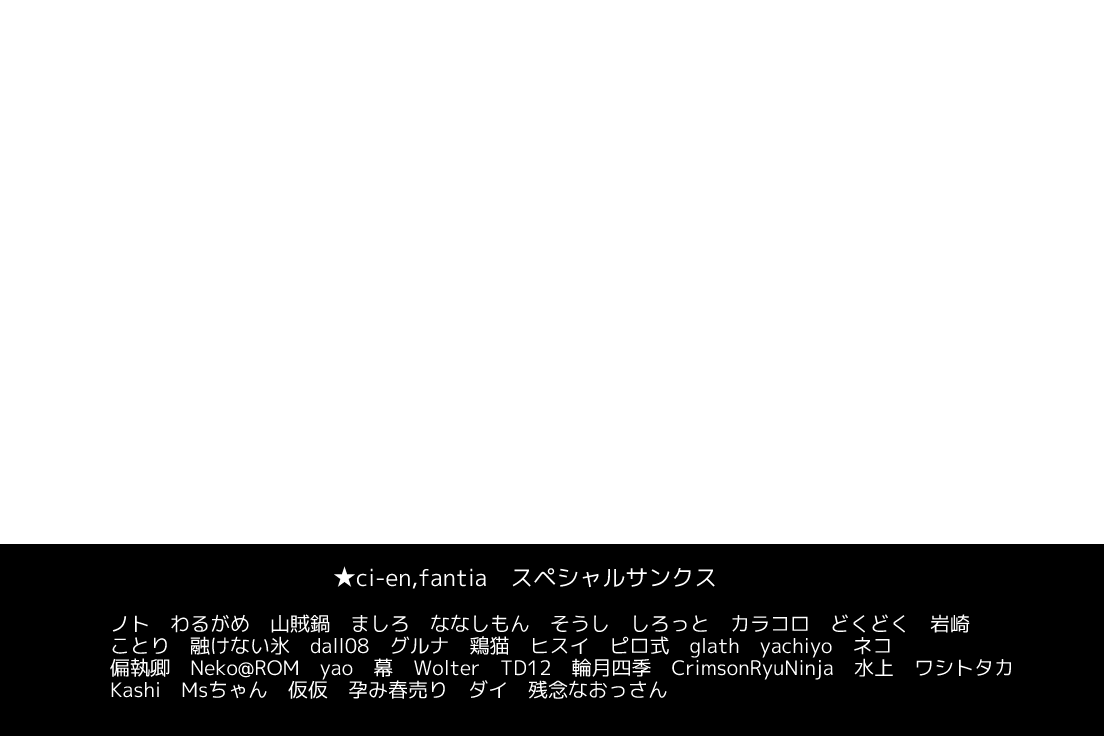 ★ci-en,fantia　スペシャルサンクス
ノト　わるがめ　山賊鍋　ましろ　ななしもん　そうし　しろっと　カラコロ　どくどく　岩崎
ことり　融けない氷　dall08　グルナ　鶏猫　ヒスイ　ピロ式　glath　yachiyo　ネコ
偏執卿　Neko@ROM　yao　幕　Wolter　TD12　輪月四季　CrimsonRyuNinja　水上　ワシトタカ
Kashi　Msちゃん　仮仮　孕み春売り　ダイ　残念なおっさん